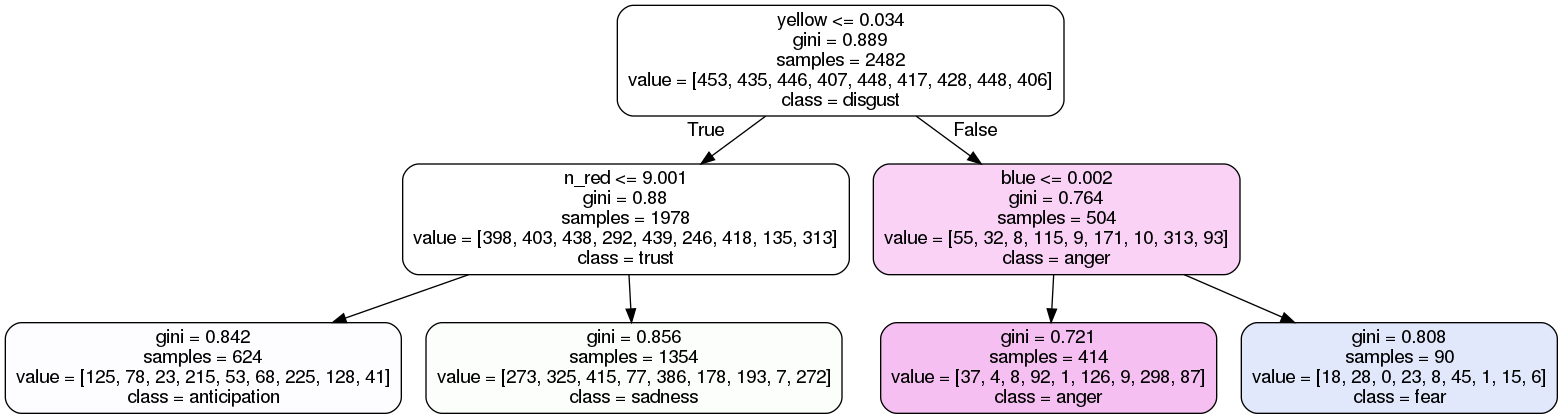 yellow <= 0.034
gini = 0.889
samples = 2482
value = [453, 435, 446, 407, 448, 417, 428, 448, 406]
class = disgust
True
False
n_red <= 9.001
gini = 0.88
samples = 1978
value = [398, 403, 438, 292, 439, 246, 418, 135, 313]
class = trust
blue <= 0.002
gini = 0.764
samples = 504
value = [55, 32, 8, 115, 9, 171, 10, 313, 93]
class = anger
gini = 0.842
samples = 624
value = [125, 78, 23, 215, 53, 68, 225, 128, 41]
class = anticipation
gini = 0.856
samples = 1354
value = [273, 325, 415, 77, 386, 178, 193, 7, 272]
class = sadness
gini = 0.721
samples = 414
value = [37, 4, 8, 92, 1, 126, 9, 298, 87]
class = anger
gini = 0.808
samples = 90
value = [18, 28, 0, 23, 8, 45, 1, 15, 6]
class = fear